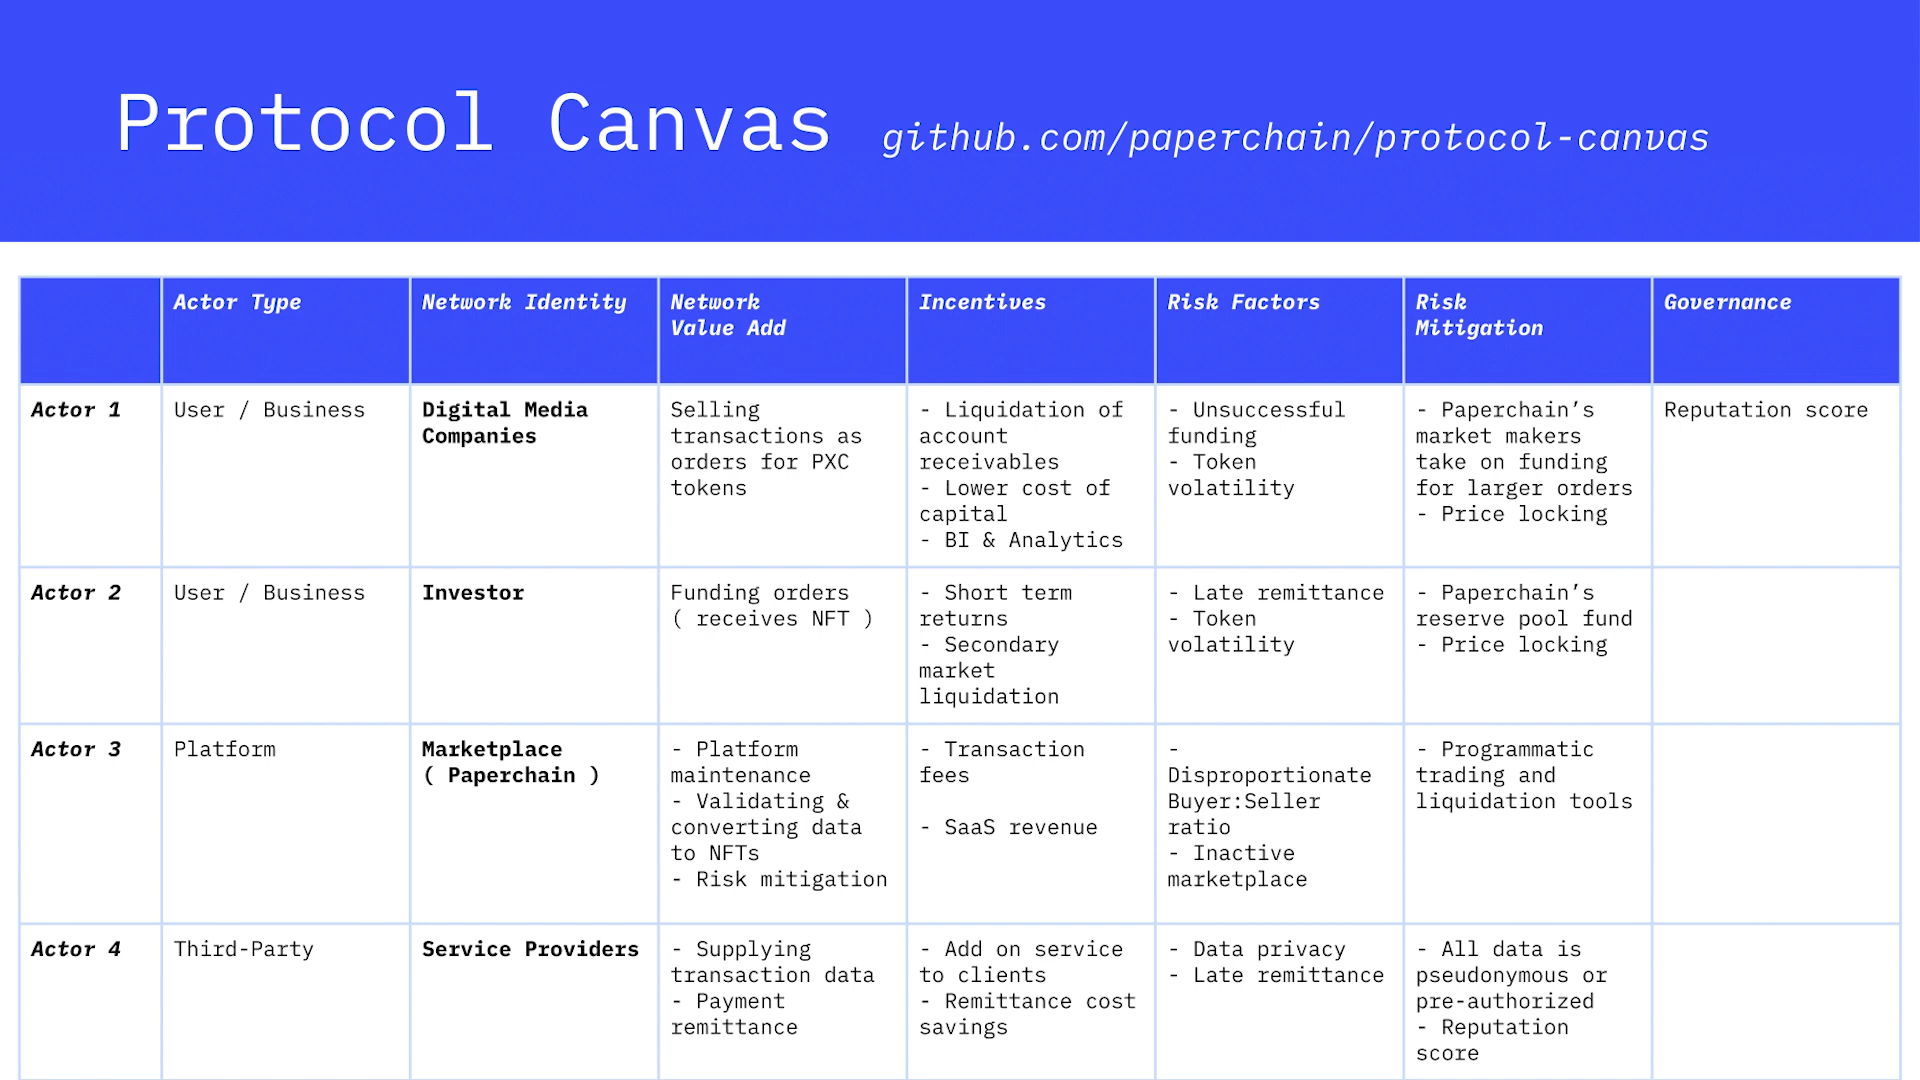 Protocol Canvas github.com/paperchain/protocol-canvas
Actor Type
Network Identity
Network
Value Add
Incentives
Risk Factors
Risk
Mitigation
Governance
Actor 1
User / Business
Digital Media
Companies
Selling
transactions as
orders for PXC
tokens
- Liquidation of
account
receivables
- Lower cost of
capital
- BI & Analytics
- Unsuccessful
funding
- Token
volatility
- Paperchain’s
market makers
take on funding
for larger orders
- Price locking
Reputation score
Actor 2
User / Business
Investor
Funding orders
( receives NFT )
- Short term
returns
- Secondary
market
liquidation
- Late remittance
- Token
volatility
- Paperchain’s
reserve pool fund
- Price locking
Actor 3
Platform
Marketplace
( Paperchain )
- Platform
maintenance
- Validating &
converting data
to NFTs
- Risk mitigation
- Transaction
fees
- SaaS revenue
-
Disproportionate
Buyer:Seller
ratio
- Inactive
marketplace
- Programmatic
trading and
liquidation tools
Actor 4
Third-Party
Service Providers
- Supplying
transaction data
- Payment
remittance
- Add on service
to clients
- Remittance cost
savings
- Data privacy
- Late remittance
- All data is
pseudonymous or
pre-authorized
- Reputation
score